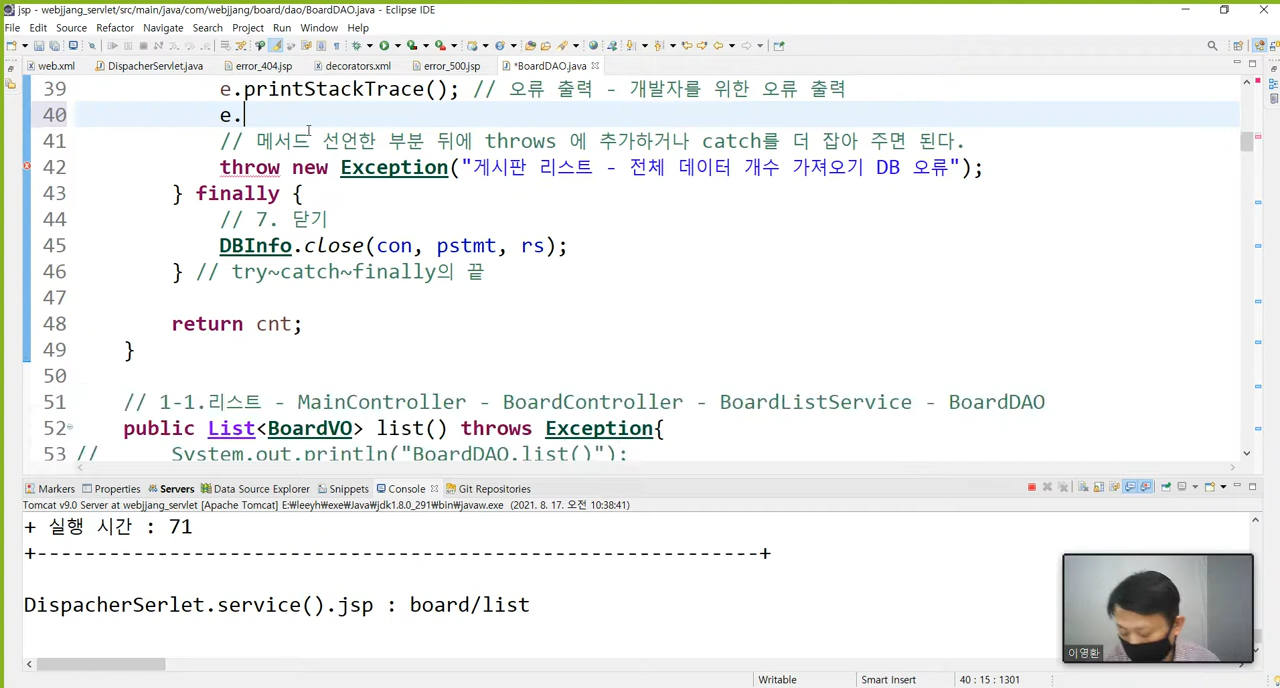 jsp - webjjang_servlet/src/main/java/com/webjjang/board/dao/BoardDAO.java - Eclipse IDE
File Edit Source Refactor Navigate Search Project Run Window Help
web.xml DispacherServlet.java error_404.jsp decorators.xml error_500.jsp *BoardDAO.java
39 e.printStackTrace(); // 오류 출력 - 개발자를 위한 오류 출력
40 e.
41 // 메서드 선언한 부분 뒤에 throws 에 추가하거나 catch를 더 잡아 주면 된다.
42 throw new Exception("게시판 리스트 - 전체 데이터 개수 가져오기 DB 오류");
43 } finally {
44 // 7. 닫기
45 DBInfo.close(con, pstmt, rs);
46 } // try~catch~finally의 끝
47
48 return cnt;
49 }
50
51 // 1-1.리스트 - MainController - BoardController - BoardListService - BoardDAO
52 public List<BoardVO> list() throws Exception{
53 // System.out.println("BoardDAO.list()");
Markers Properties Servers Data Source Explorer Snippets Console Git Repositories
Tomcat v9.0 Server at webjjang_servlet [Apache Tomcat] E:₩leeyh₩exe₩Java₩jdk1.8.0_291₩bin₩javaw.exe (2021. 8. 17. 오전 10:38:41)
+ 실행 시간 : 71
+-------------------------------------------------------------+
DispacherSerlet.service().jsp : board/list
이영환
Writable Smart Insert 40 : 15 : 1301